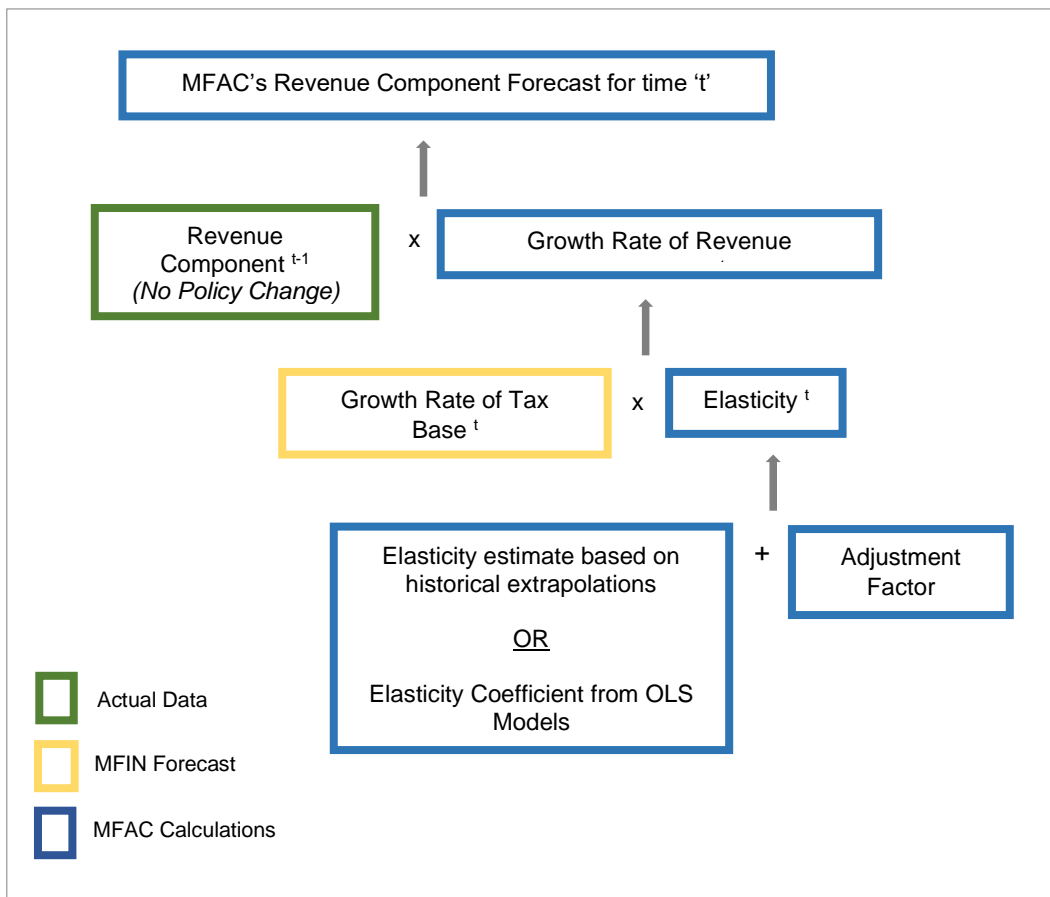 MFAC’s Revenue Component Forecast for time ‘t’
Revenue
Component t-1
(No Policy Change)
x
Growth Rate of Revenue
Growth Rate of Tax
Base t
x
Elasticity t
Elasticity estimate based on
historical extrapolations
OR
Elasticity Coefficient from OLS
Models
+
Adjustment
Factor
Actual Data
MFIN Forecast
MFAC Calculations